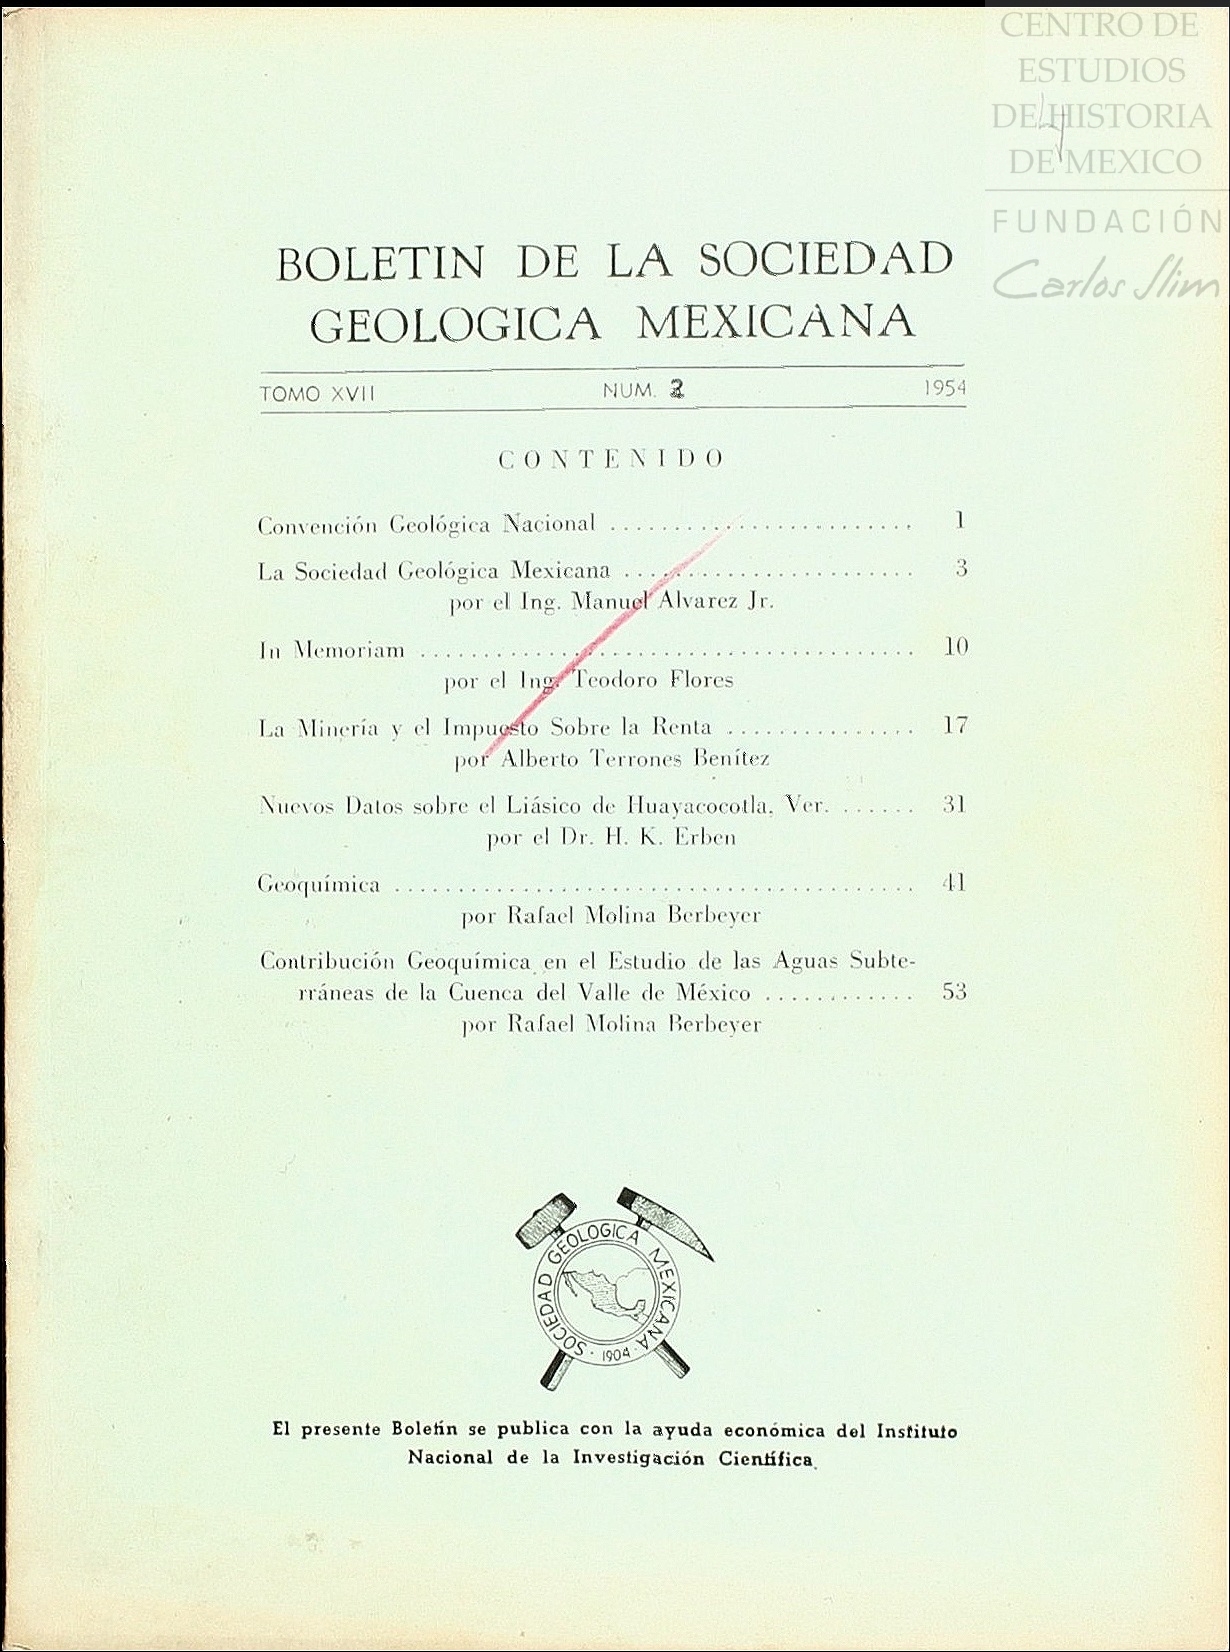 CENTRO DE
ESTUDIOS
DE HISTORIA
DE MEXICO
FUNDACIÓN
Carlos Slim
BOLETIN DE LA SOCIEDAD
GEOLOGICA MEXICANA
TOMO XVII NUM. 2 1954
CONTENIDO
Convención Geológica Nacional ........................ 1
La Sociedad Geológica Mexicana ....................... 3
por el Ing. Manuel Alvarez Jr.
In Memoriam ....................................... 10
por el Ing. Teodoro Flores
La Minería y el Impuesto Sobre la Renta ............... 17
por Alberto Terrones Benítez
Nuevos Datos sobre el Liásico de Huayacocotla, Ver. ...... 31
por el Dr. H. K. Erben
Geoquímica ......................................... 41
por Rafael Molina Berbeyer
Contribución Geoquímica en el Estudio de las Aguas Subte-
rráneas de la Cuenca del Valle de México ............ 53
por Rafael Molina Berbeyer
SOCIEDAD GEOLOGICA MEXICANA
· 1904 ·
El presente Boletín se publica con la ayuda económica del Instituto
Nacional de la Investigación Científica.